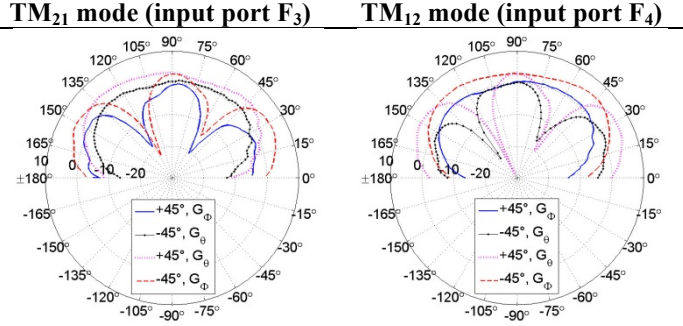 TM21 mode (input port F3) TM12 mode (input port F4)
90° 90°
105° 75° 105° 75°
120° 60° 120° 60°
135° 45° 135° 45°
150° 30° 150° 30°
165° 15° 165° 15°
10 0 -10 -20 10 0 -10 -20
±180° 0° ±180° 0°
-165° -15° -165° -15°
-150° -30° -150° -30°
-135° -45° -135° -45°
-120° -60° -120° -60°
-105° -75° -105° -75°
-90° -90°
+45°, GΦ +45°, GΦ
-45°, Gθ -45°, Gθ
+45°, Gθ +45°, Gθ
-45°, GΦ -45°, GΦ